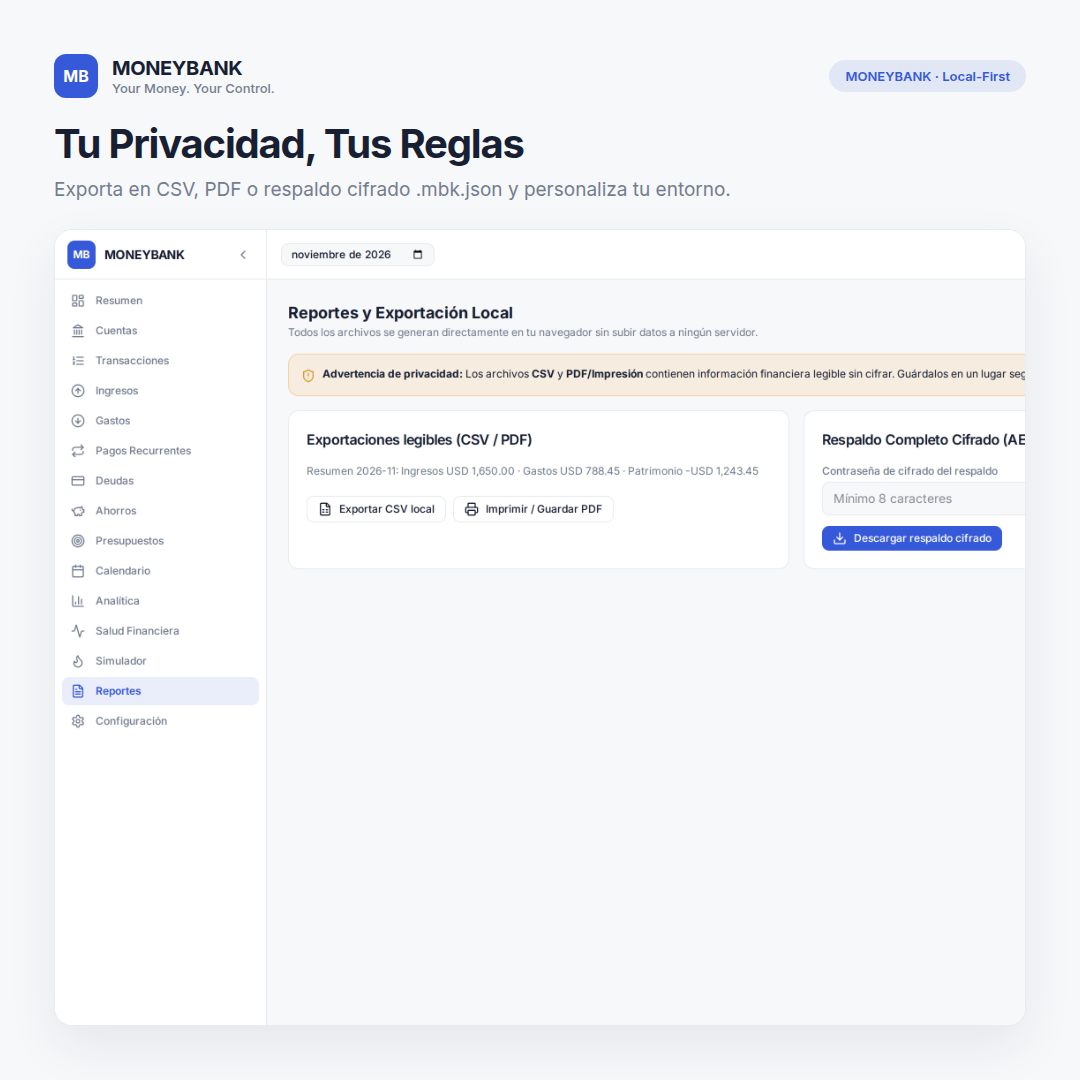 MB
MONEYBANK
Your Money. Your Control.
MONEYBANK · Local-First
Tu Privacidad, Tus Reglas
Exporta en CSV, PDF o respaldo cifrado .mbk.json y personaliza tu entorno.
MB
MONEYBANK
noviembre de 2026
Resumen
Cuentas
Transacciones
Ingresos
Gastos
Pagos Recurrentes
Deudas
Ahorros
Presupuestos
Calendario
Analítica
Salud Financiera
Simulador
Reportes
Configuración
Reportes y Exportación Local
Todos los archivos se generan directamente en tu navegador sin subir datos a ningún servidor.
Advertencia de privacidad: Los archivos CSV y PDF/Impresión contienen información financiera legible sin cifrar. Guárdalos en un lugar seg
Exportaciones legibles (CSV / PDF)
Resumen 2026-11: Ingresos USD 1,650.00 · Gastos USD 788.45 · Patrimonio -USD 1,243.45
Exportar CSV local
Imprimir / Guardar PDF
Respaldo Completo Cifrado (AE
Contraseña de cifrado del respaldo
Mínimo 8 caracteres
Descargar respaldo cifrado